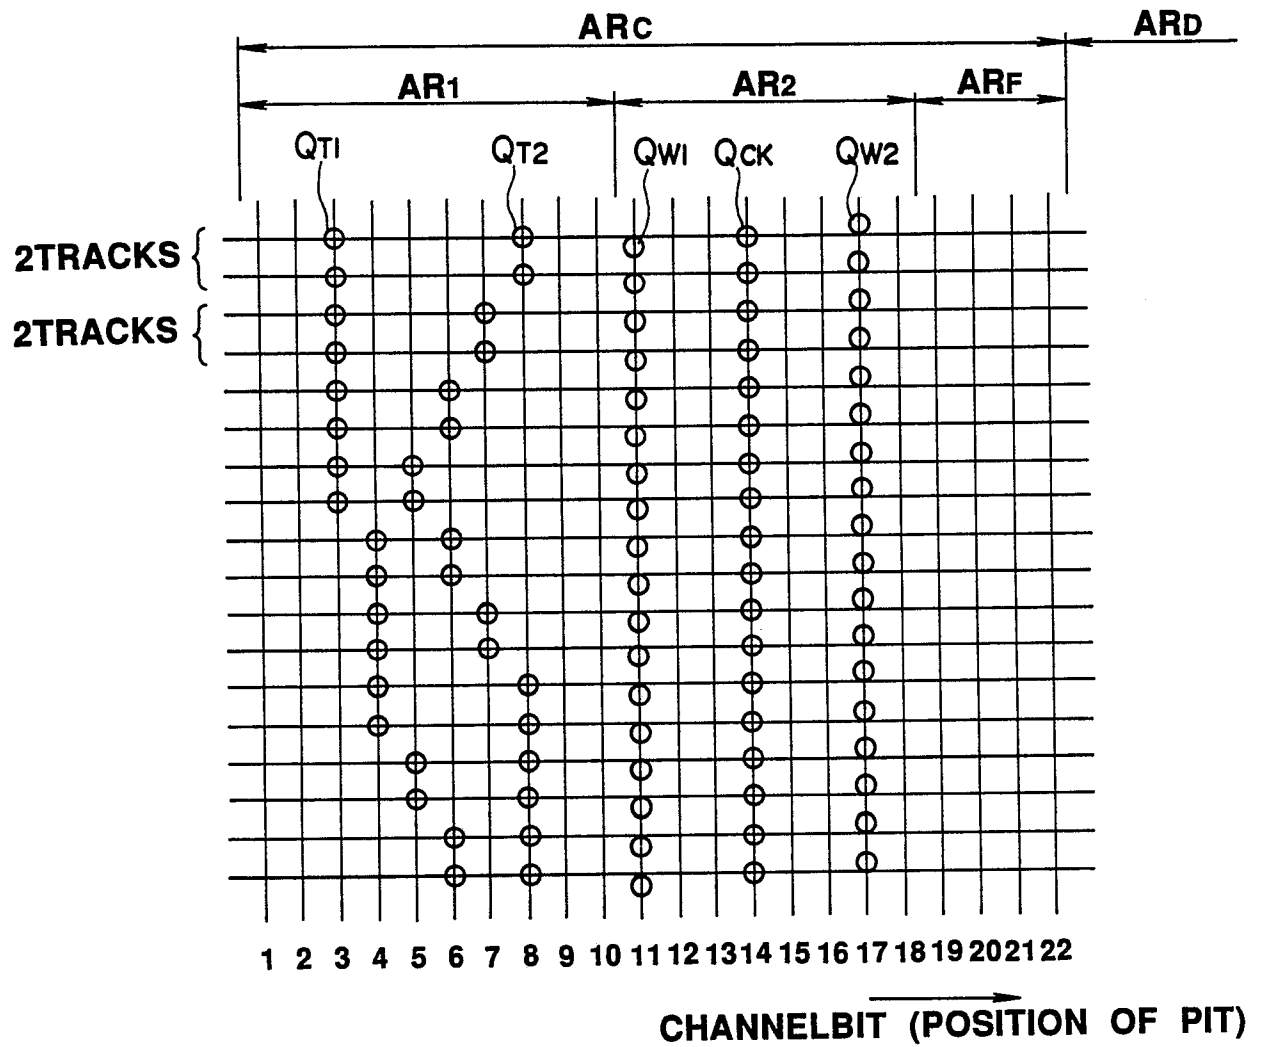 ARC
ARD
AR1
AR2
ARF
QT1
QT2
QW1
QCK
QW2
2TRACKS
2TRACKS
1 2 3 4 5 6 7 8 9 10 11 12 13 14 15 16 17 18 19 20 21 22
CHANNELBIT (POSITION OF PIT)